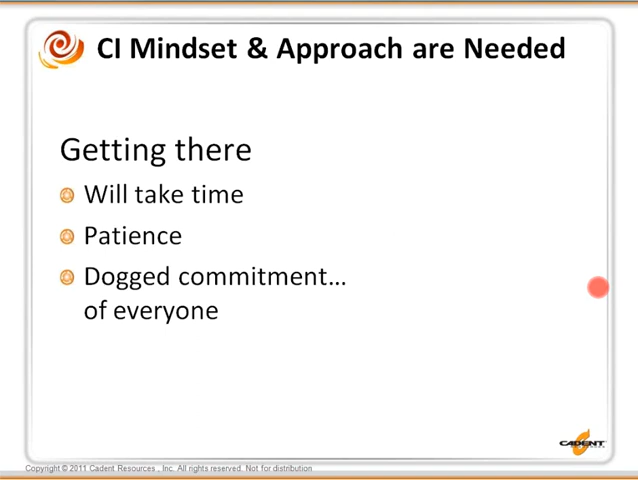 CI Mindset & Approach are Needed
Getting there
Will take time
Patience
Dogged commitment...
of everyone
CADENT
Copyright © 2011 Cadent Resources , Inc. All rights reserved. Not for distribution